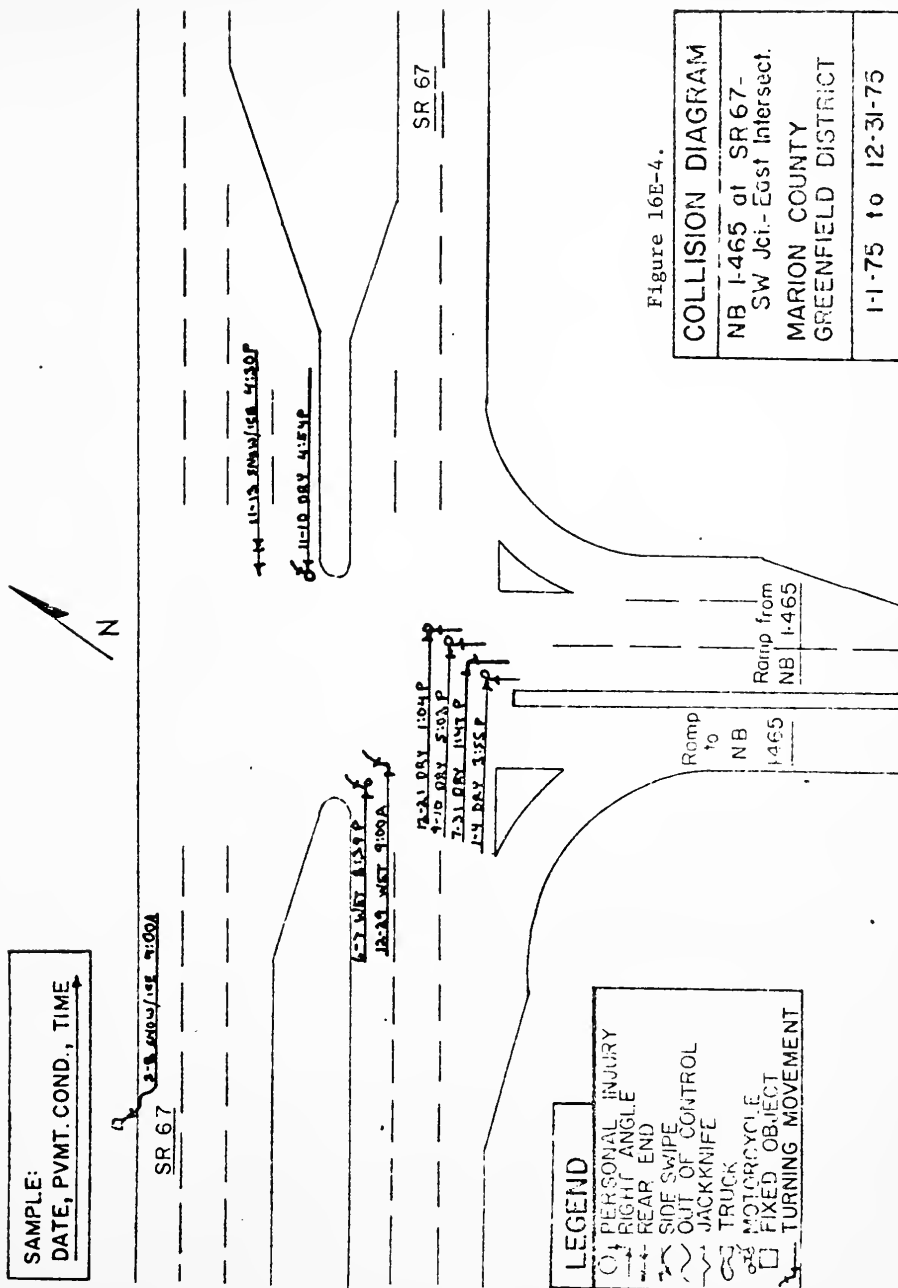 SAMPLE:
DATE, PVMT. COND., TIME
N
SR 67
2-8 SNOW/ICE 9:00A
11-13 SNOW/ICE 4:30P
11-10 DRY 4:54P
SR 67
6-7 WET 6:39P
12-29 WET 9:00A
12-21 DRY 1:04P
9-10 DRY 5:03P
7-31 DRY 1:47P
1-4 DRY 3:55P
Ramp
to
NB
I-465
Ramp from
NB I-465
LEGEND
PERSONAL INJURY
RIGHT ANGLE
REAR END
SIDE SWIPE
OUT OF CONTROL
JACKKNIFE
TRUCK
MOTORCYCLE
FIXED OBJECT
TURNING MOVEMENT
Figure 16E-4.
COLLISION DIAGRAM
NB I-465 at SR 67-
SW Jct.-East Intersect.
MARION COUNTY
GREENFIELD DISTRICT
1-1-75 to 12-31-75